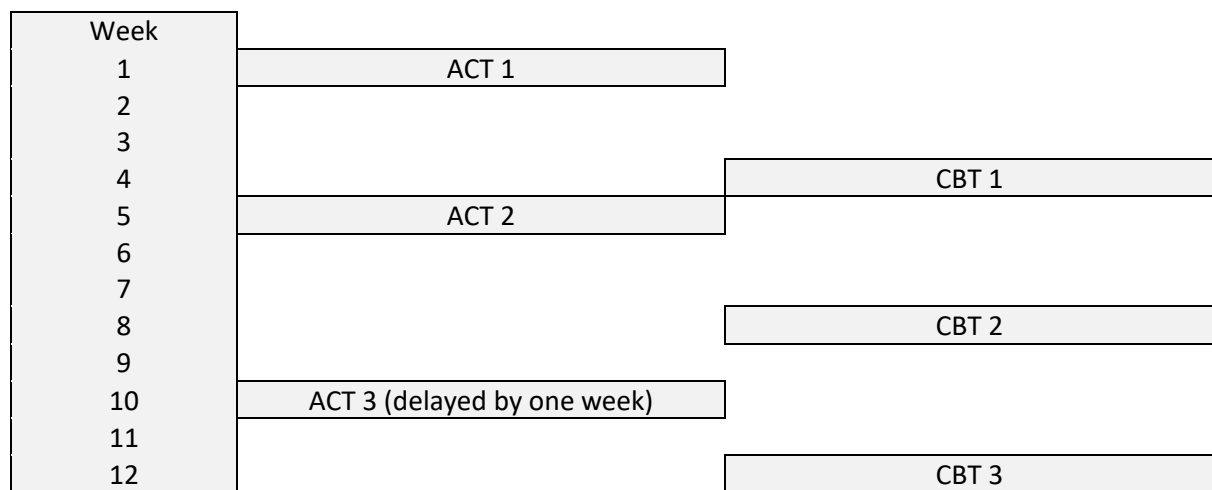 Week
1 ACT 1
2
3
4 CBT 1
5 ACT 2
6
7
8 CBT 2
9
10 ACT 3 (delayed by one week)
11
12 CBT 3